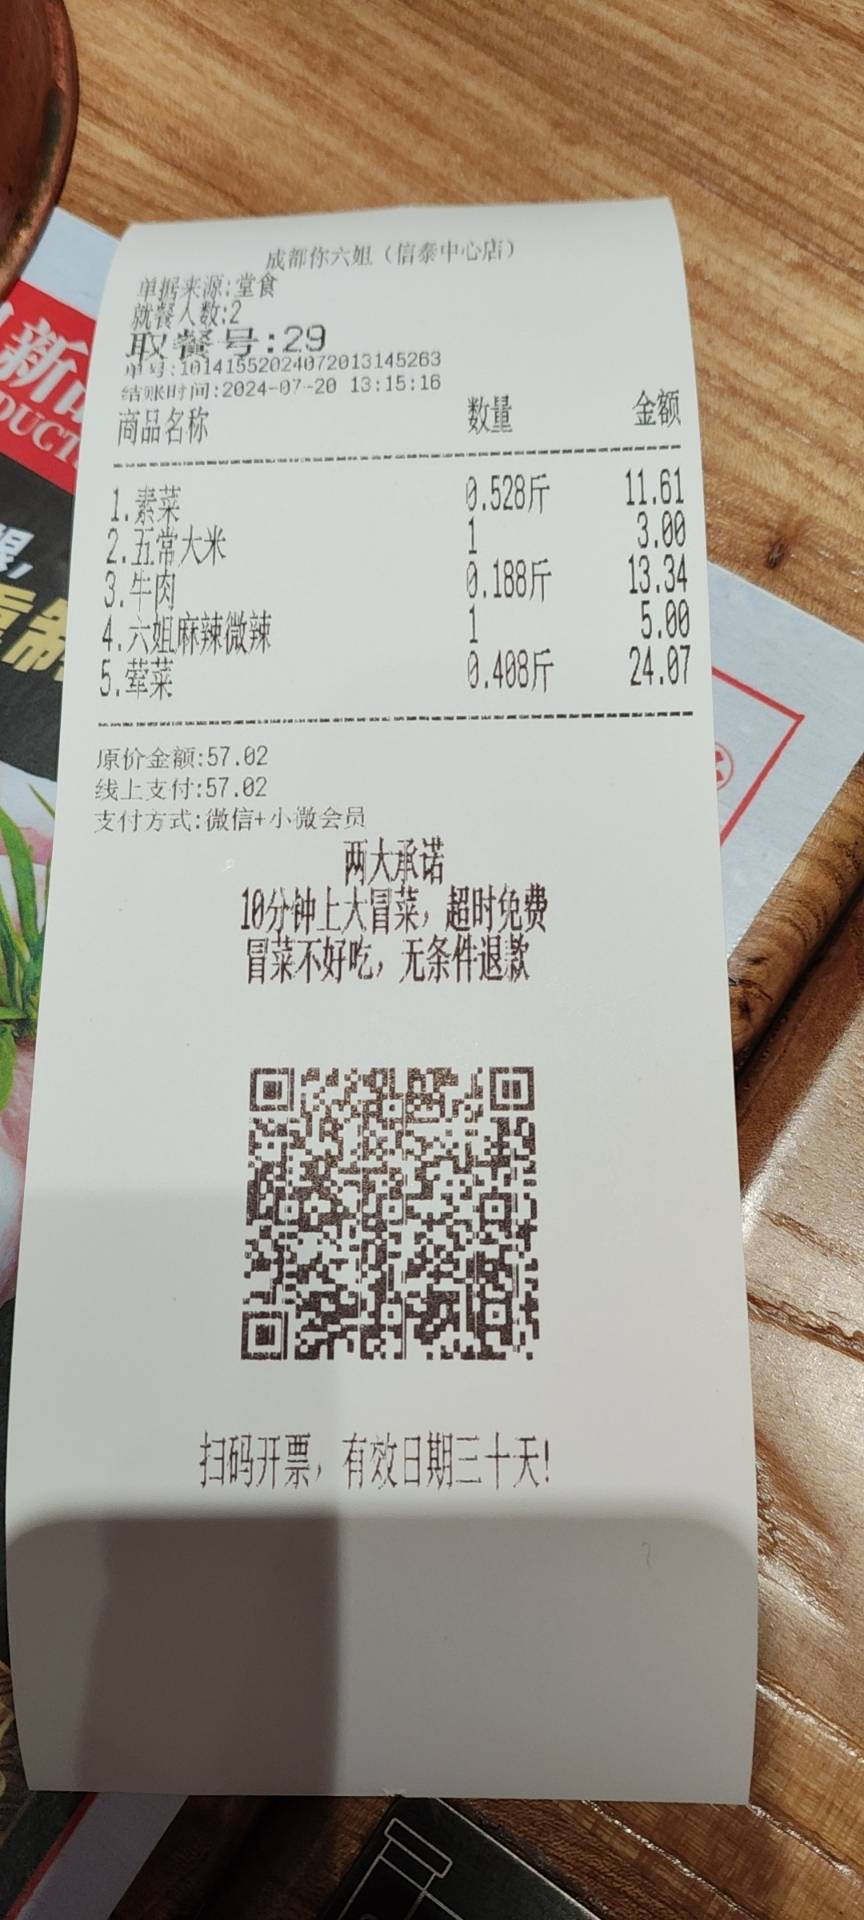 成都你六姐（信泰中心店）
单据来源:堂食
就餐人数:2
取餐号:29
单号:10141552024072013145263
结账时间:2024-07-20 13:15:16
商品名称 数量 金额
1.素菜 0.528斤 11.61
2.五常大米 1 3.00
3.牛肉 0.188斤 13.34
4.六姐麻辣微辣 1 5.00
5.荤菜 0.408斤 24.07
原价金额:57.02
线上支付:57.02
支付方式:微信+小微会员
两大承诺
10分钟上大冒菜，超时免费
冒菜不好吃，无条件退款
扫码开票，有效日期三十天!
新
DUCT